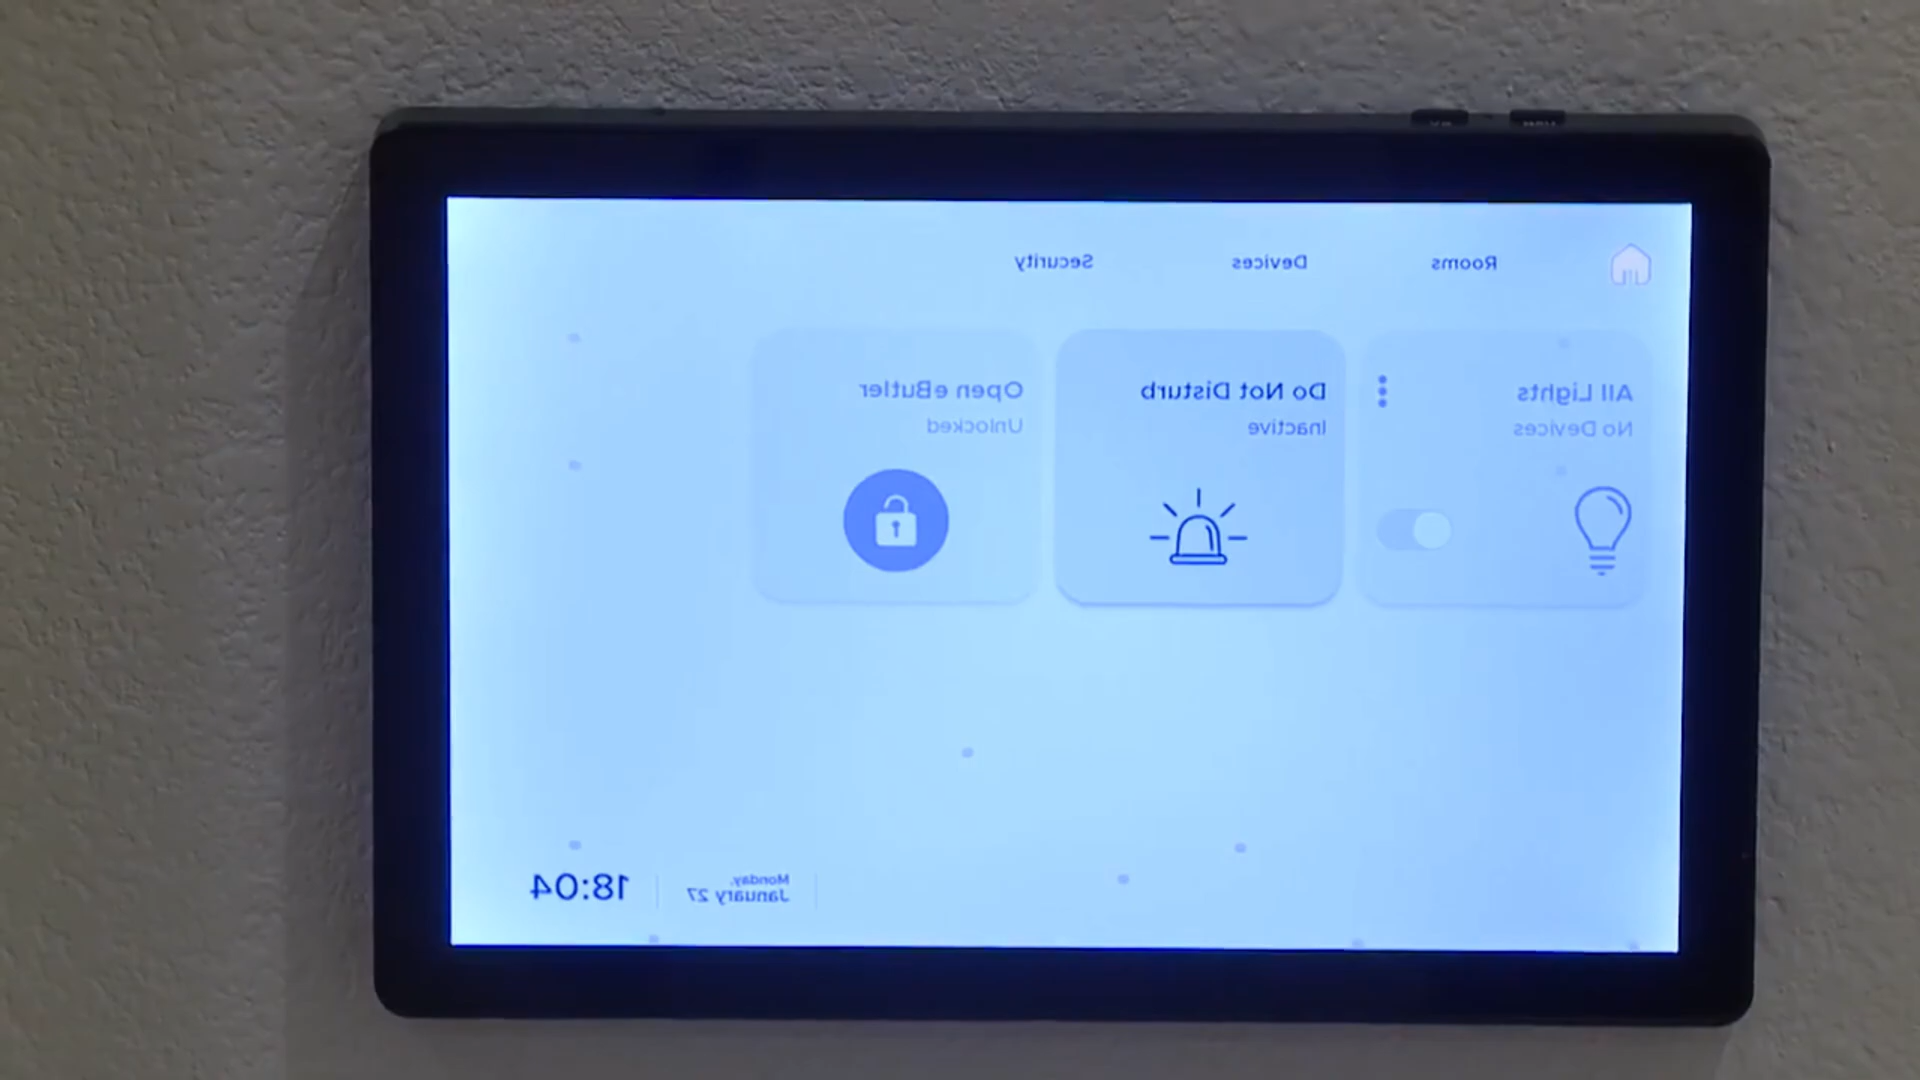 Rooms
Devices
Security
All Lights
No Devices
Do Not Disturb
Inactive
Open eButler
Unlocked
Monday,
January 27
18:04